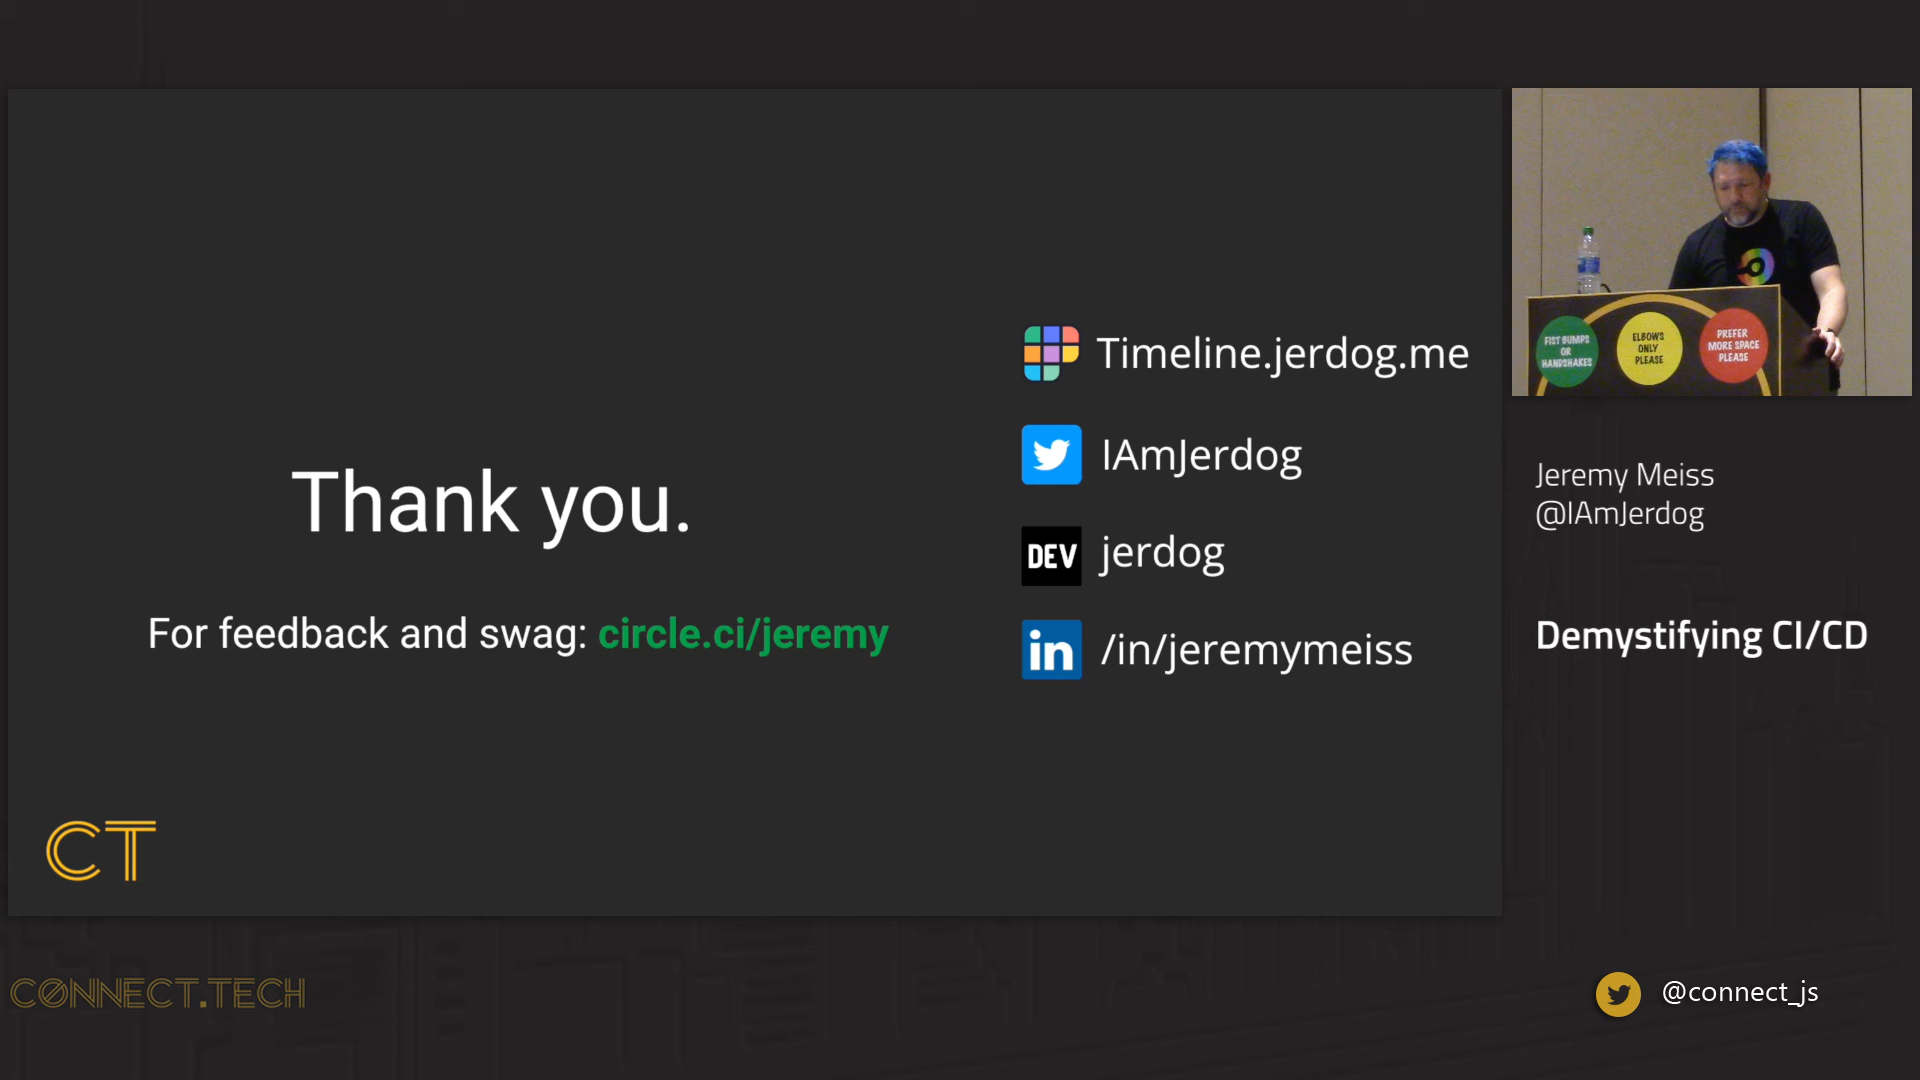 Thank you.
For feedback and swag: circle.ci/jeremy
Timeline.jerdog.me
IAmJerdog
DEV jerdog
in /in/jeremymeiss
CT
FIST BUMPS
OR
HANDSHAKES
ELBOWS
ONLY
PLEASE
PREFER
MORE SPACE
PLEASE
Jeremy Meiss
@IAmJerdog
Demystifying CI/CD
CONNECT.TECH
@connect_js